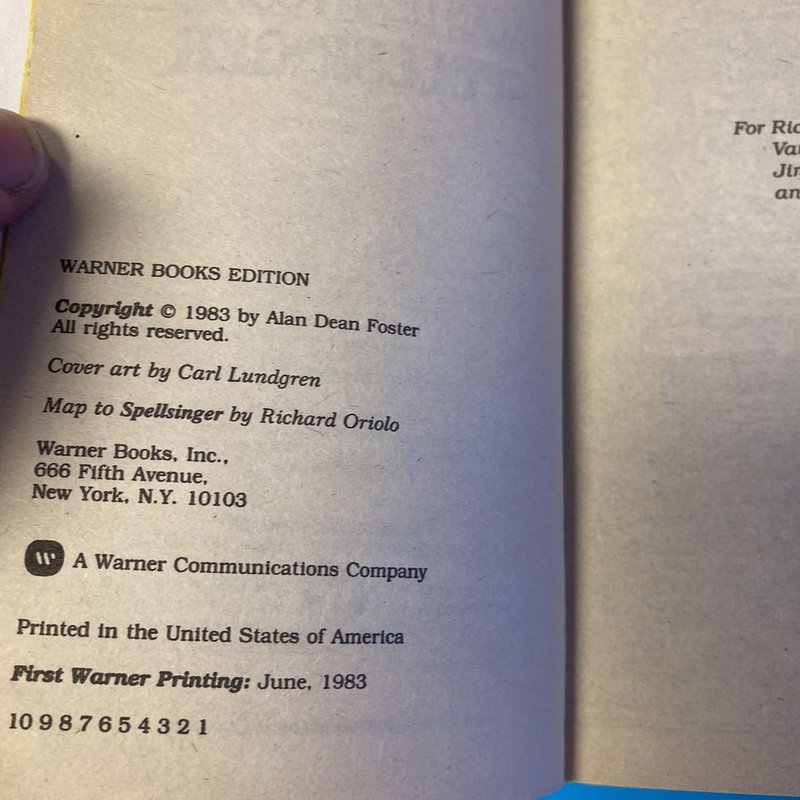 WARNER BOOKS EDITION
Copyright © 1983 by Alan Dean Foster
All rights reserved.
Cover art by Carl Lundgren
Map to Spellsinger by Richard Oriolo
Warner Books, Inc.,
666 Fifth Avenue,
New York, N.Y. 10103
A Warner Communications Company
Printed in the United States of America
First Warner Printing: June, 1983
10 9 8 7 6 5 4 3 2 1
For